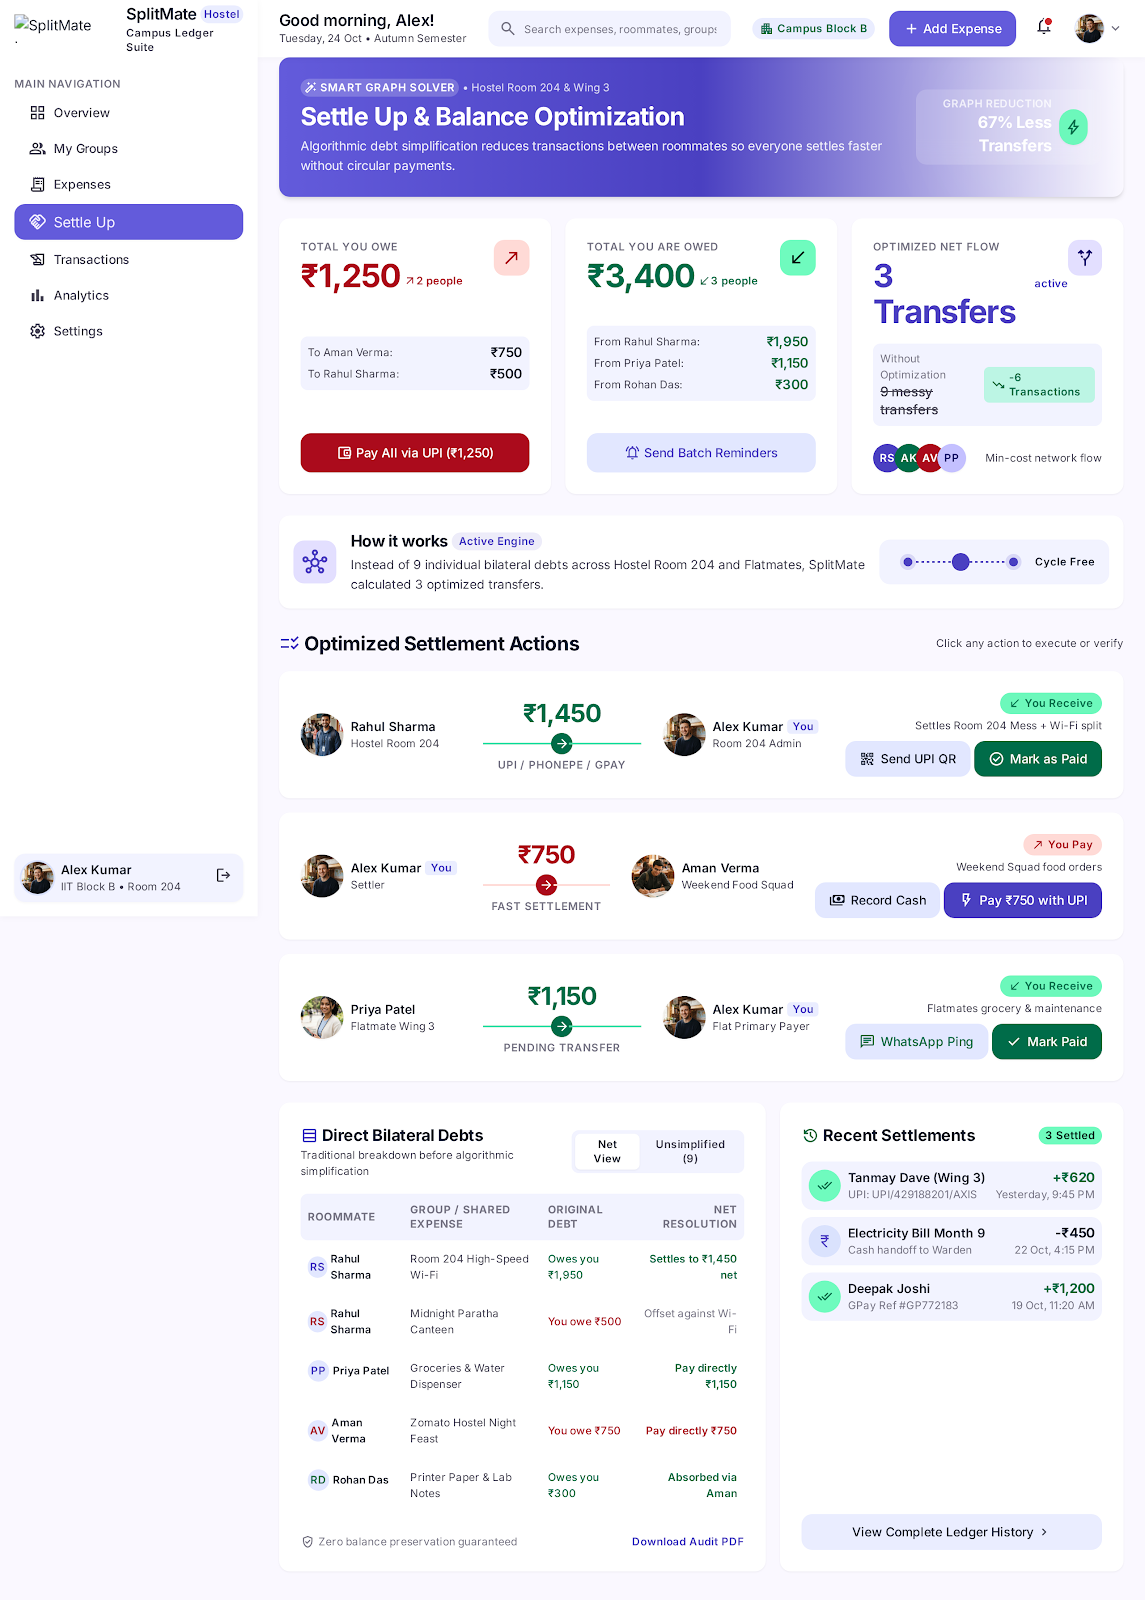 SplitMate
SplitMate Hostel
Campus Ledger
Suite
MAIN NAVIGATION
Overview
My Groups
Expenses
Settle Up
Transactions
Analytics
Settings
Alex Kumar
IIT Block B • Room 204
Good morning, Alex!
Tuesday, 24 Oct • Autumn Semester
Search expenses, roommates, groups
Campus Block B
Add Expense
SMART GRAPH SOLVER • Hostel Room 204 & Wing 3
Settle Up & Balance Optimization
Algorithmic debt simplification reduces transactions between roommates so everyone settles faster
without circular payments.
GRAPH REDUCTION
67% Less
Transfers
TOTAL YOU OWE
₹1,250 2 people
To Aman Verma: ₹750
To Rahul Sharma: ₹500
Pay All via UPI (₹1,250)
TOTAL YOU ARE OWED
₹3,400 3 people
From Rahul Sharma: ₹1,950
From Priya Patel: ₹1,150
From Rohan Das: ₹300
Send Batch Reminders
OPTIMIZED NET FLOW
3
Transfers
active
Without
Optimization
9 messy
transfers
-6
Transactions
RS AK AV PP
Min-cost network flow
How it works Active Engine
Instead of 9 individual bilateral debts across Hostel Room 204 and Flatmates, SplitMate
calculated 3 optimized transfers.
Cycle Free
Optimized Settlement Actions
Click any action to execute or verify
Rahul Sharma
Hostel Room 204
₹1,450
UPI / PHONEPE / GPAY
Alex Kumar You
Room 204 Admin
You Receive
Settles Room 204 Mess + Wi-Fi split
Send UPI QR
Mark as Paid
Alex Kumar You
Settler
₹750
FAST SETTLEMENT
Aman Verma
Weekend Food Squad
You Pay
Weekend Squad food orders
Record Cash
Pay ₹750 with UPI
Priya Patel
Flatmate Wing 3
₹1,150
PENDING TRANSFER
Alex Kumar You
Flat Primary Payer
You Receive
Flatmates grocery & maintenance
WhatsApp Ping
Mark Paid
Direct Bilateral Debts
Traditional breakdown before algorithmic
simplification
Net
View
Unsimplified
(9)
ROOMMATE
GROUP / SHARED
EXPENSE
ORIGINAL
DEBT
NET
RESOLUTION
RS
Rahul
Sharma
Room 204 High-Speed
Wi-Fi
Owes you
₹1,950
Settles to ₹1,450
net
RS
Rahul
Sharma
Midnight Paratha
Canteen
You owe ₹500
Offset against Wi-
Fi
PP Priya Patel
Groceries & Water
Dispenser
Owes you
₹1,150
Pay directly
₹1,150
AV
Aman
Verma
Zomato Hostel Night
Feast
You owe ₹750
Pay directly ₹750
RD Rohan Das
Printer Paper & Lab
Notes
Owes you
₹300
Absorbed via
Aman
Zero balance preservation guaranteed
Download Audit PDF
Recent Settlements
3 Settled
Tanmay Dave (Wing 3) +₹620
UPI: UPI/429188201/AXIS Yesterday, 9:45 PM
₹
Electricity Bill Month 9 -₹450
Cash handoff to Warden 22 Oct, 4:15 PM
Deepak Joshi +₹1,200
GPay Ref #GP772183 19 Oct, 11:20 AM
View Complete Ledger History